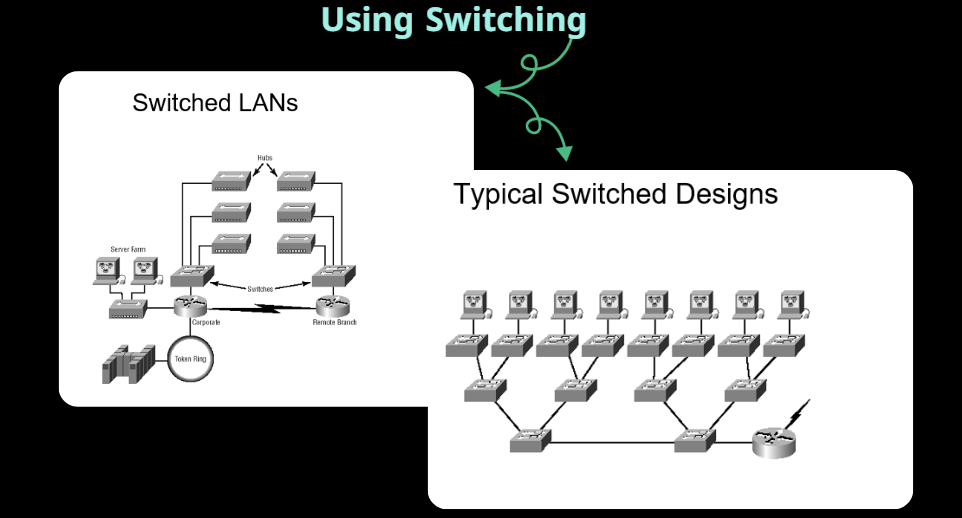 Using Switching
Switched LANs
Hubs
Server Farm
Switches
Corporate
Remote Branch
Token Ring
Typical Switched Designs